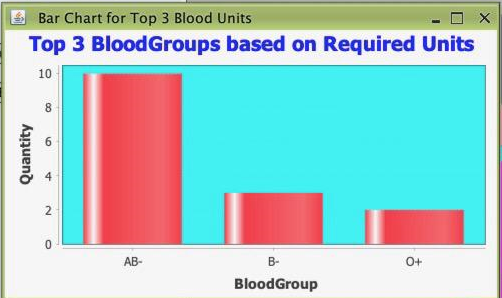 Bar Chart for Top 3 Blood Units
Top 3 BloodGroups based on Required Units
10
8
6
4
2
0
Quantity
AB-
B-
O+
BloodGroup